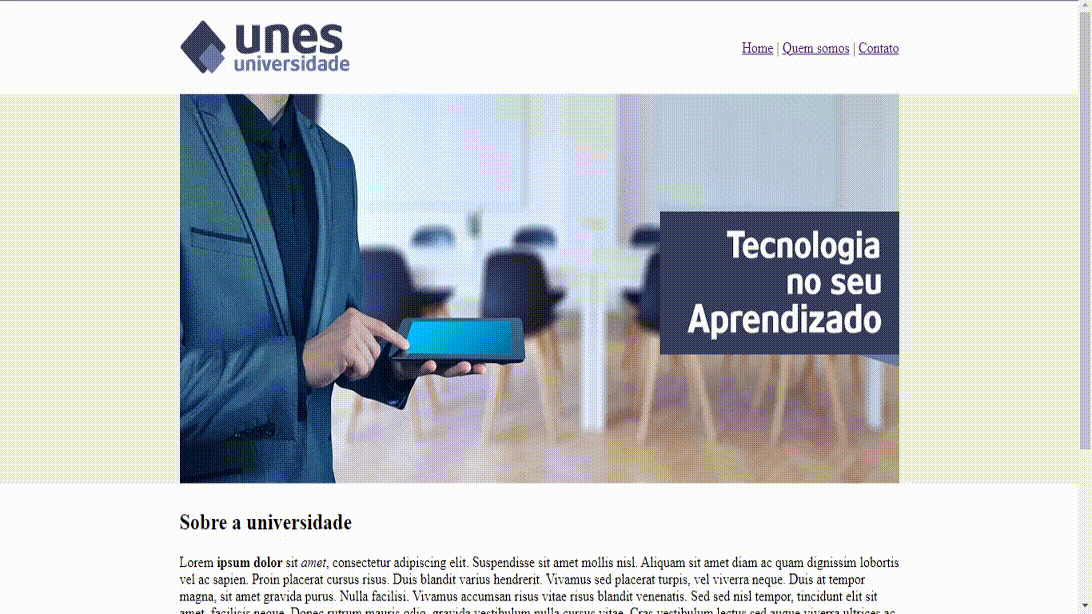 unes
universidade
Home | Quem somos | Contato
Tecnologia
no seu
Aprendizado
Sobre a universidade
Lorem ipsum dolor sit amet, consectetur adipiscing elit. Suspendisse sit amet mollis nisl. Aliquam sit amet diam ac quam dignissim lobortis
vel ac sapien. Proin placerat cursus risus. Duis blandit varius hendrerit. Vivamus sed placerat turpis, vel viverra neque. Duis at tempor
magna, sit amet gravida purus. Nulla facilisi. Vivamus accumsan risus vitae risus blandit venenatis. Sed sed nisl tempor, tincidunt elit sit
amet, facilisis neque. Donec rutrum mauris odio, gravida vestibulum nulla cursus vitae. Cras vestibulum lectus sed augue viverra ultrices ac